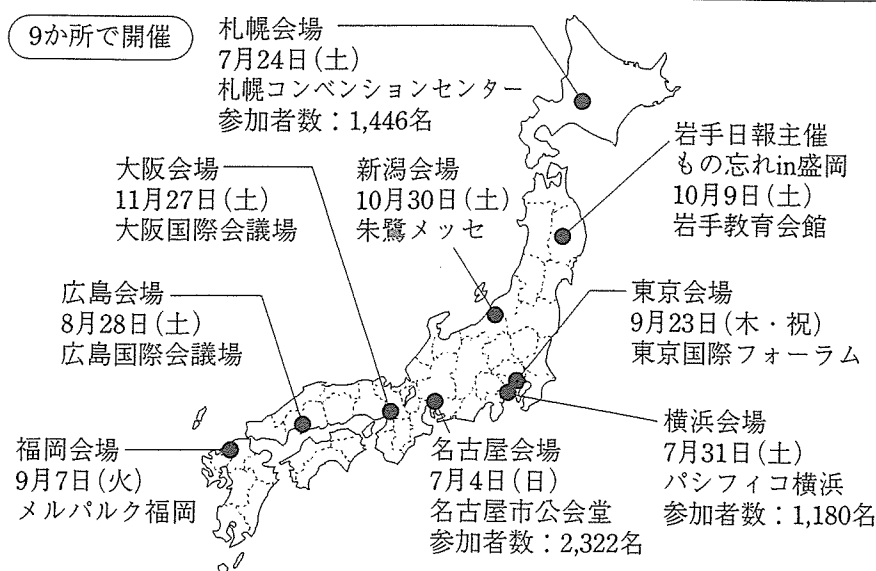 9か所で開催
札幌会場
7月24日(土)
札幌コンベンションセンター
参加者数：1,446名
岩手日報主催
もの忘れin盛岡
10月9日(土)
岩手教育会館
大阪会場
11月27日(土)
大阪国際会議場
新潟会場
10月30日(土)
朱鷺メッセ
広島会場
8月28日(土)
広島国際会議場
東京会場
9月23日(木・祝)
東京国際フォーラム
福岡会場
9月7日(火)
メルパルク福岡
名古屋会場
7月4日(日)
名古屋市公会堂
参加者数：2,322名
横浜会場
7月31日(土)
パシフィコ横浜
参加者数：1,180名